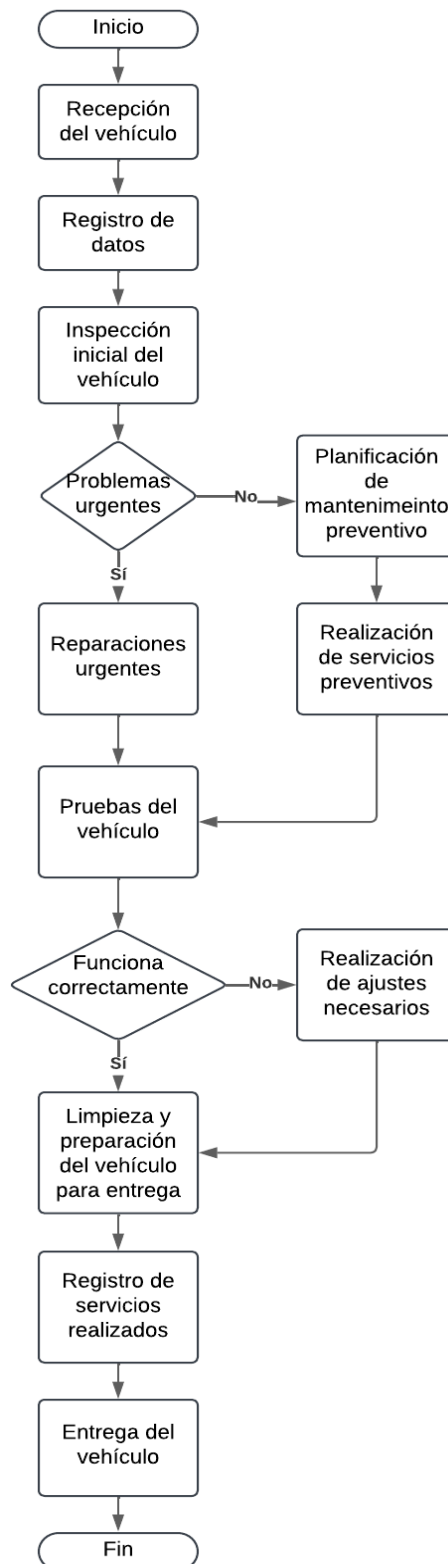 Inicio
Recepción
del vehículo
Registro de
datos
Inspección
inicial del
vehículo
Problemas
urgentes
No
Planificación
de
mantenimeinto
preventivo
Sí
Reparaciones
urgentes
Realización
de servicios
preventivos
Pruebas del
vehículo
Funciona
correctamente
No
Realización
de ajustes
necesarios
Sí
Limpieza y
preparación
del vehículo
para entrega
Registro de
servicios
realizados
Entrega del
vehículo
Fin